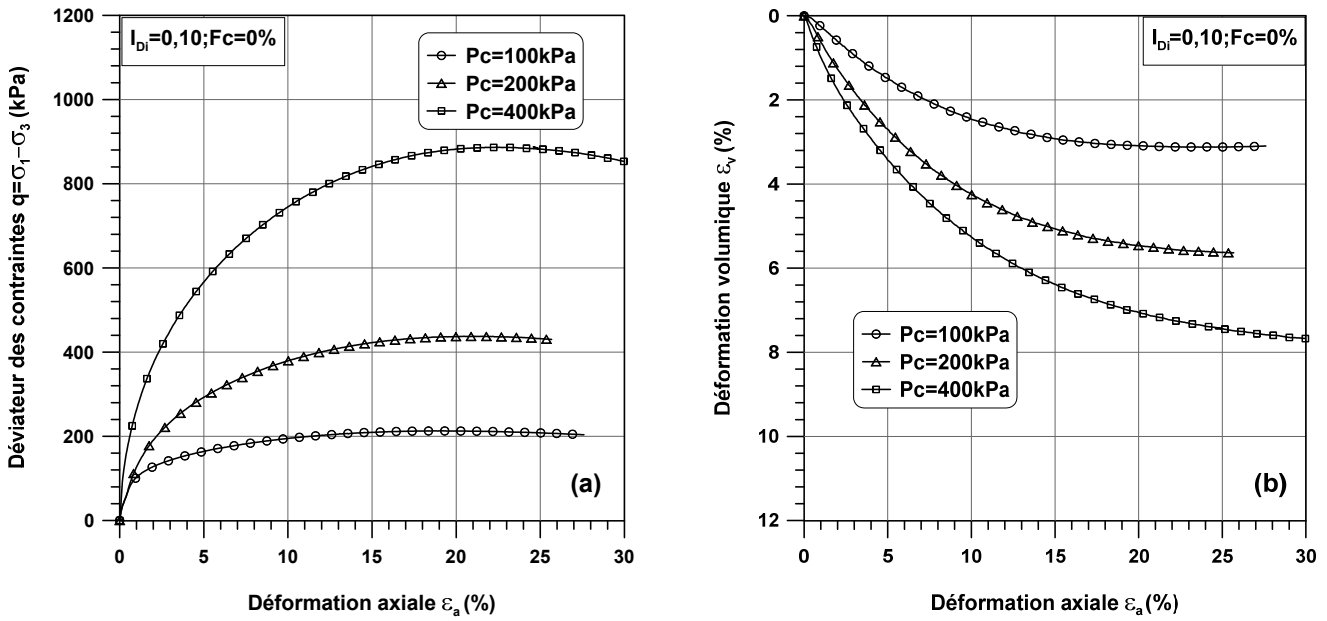 I_Di=0,10;Fc=0%
Pc=100kPa
Pc=200kPa
Pc=400kPa
Déviateur des contraintes q=σ₁–σ₃ (kPa)
1200
1000
800
600
400
200
0
0 5 10 15 20 25 30
Déformation axiale εₐ (%)
(a)
I_Di=0,10;Fc=0%
Pc=100kPa
Pc=200kPa
Pc=400kPa
Déformation volumique εᵥ (%)
0
2
4
6
8
10
12
0 5 10 15 20 25 30
Déformation axiale εₐ (%)
(b)